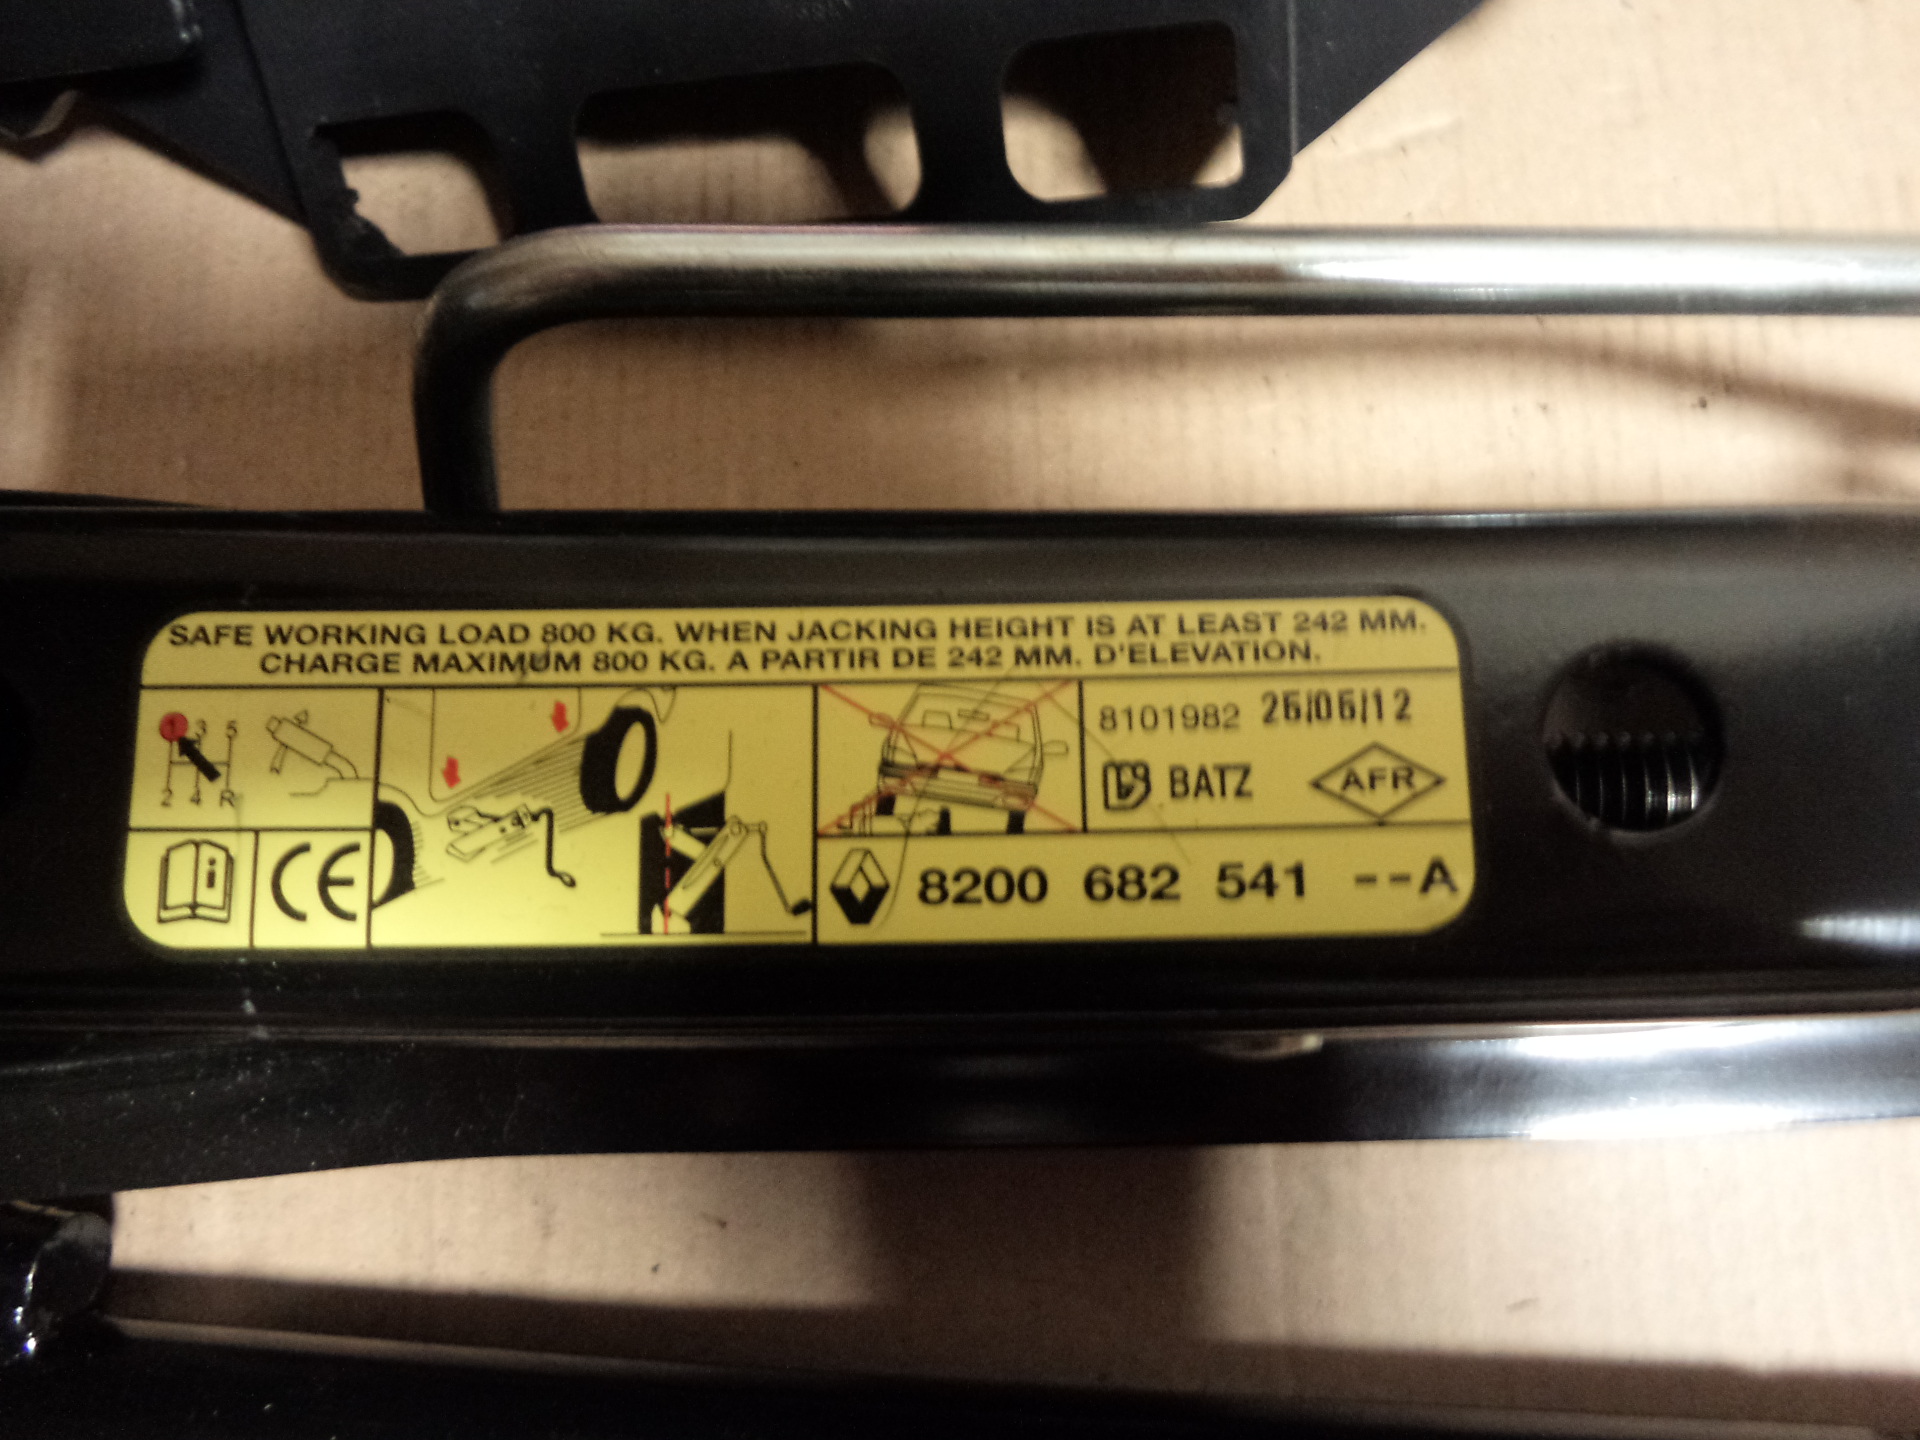 SAFE WORKING LOAD 800 KG. WHEN JACKING HEIGHT IS AT LEAST 242 MM.
CHARGE MAXIMUM 800 KG. A PARTIR DE 242 MM. D'ELEVATION.
1 3 5
2 4 R
i
CE
8101982 26/06/12
BATZ
AFR
8200 682 541 --A